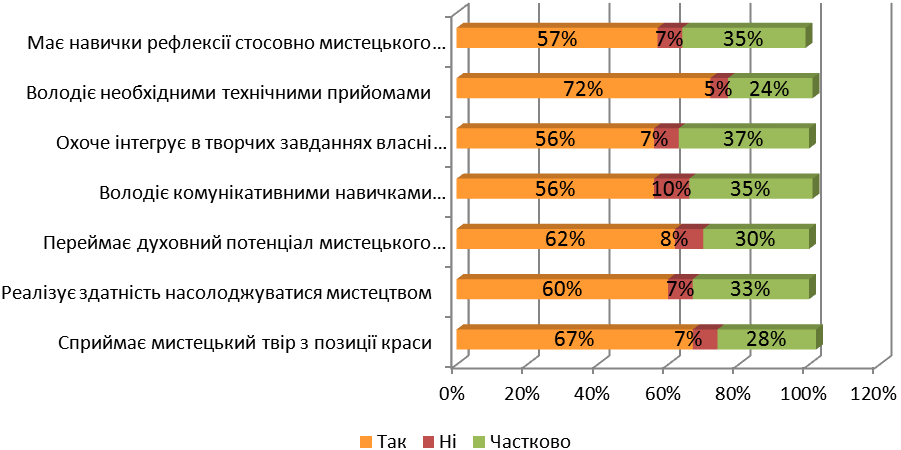 Має навички рефлексії стосовно мистецького...
57% 7% 35%
Володіє необхідними технічними прийомами
72% 5% 24%
Охоче інтегрує в творчих завданнях власні...
56% 7% 37%
Володіє комунікативними навичками...
56% 10% 35%
Переймає духовний потенціал мистецького...
62% 8% 30%
Реалізує здатність насолоджуватися мистецтвом
60% 7% 33%
Сприймає мистецький твір з позиції краси
67% 7% 28%
0% 20% 40% 60% 80% 100% 120%
Так Ні Частково